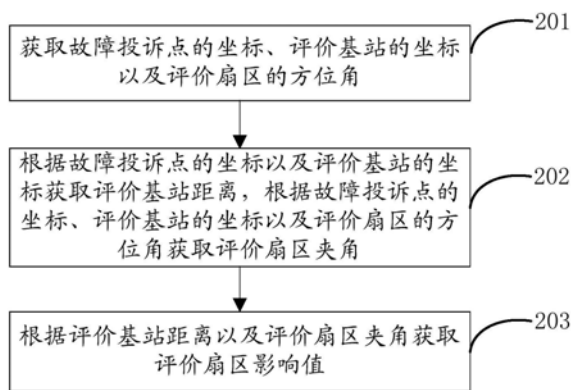 获取故障投诉点的坐标、评价基站的坐标
以及评价扇区的方位角
201
根据故障投诉点的坐标以及评价基站的坐
标获取评价基站距离，根据故障投诉点的
坐标、评价基站的坐标以及评价扇区的方
位角获取评价扇区夹角
202
根据评价基站距离以及评价扇区夹角获取
评价扇区影响值
203